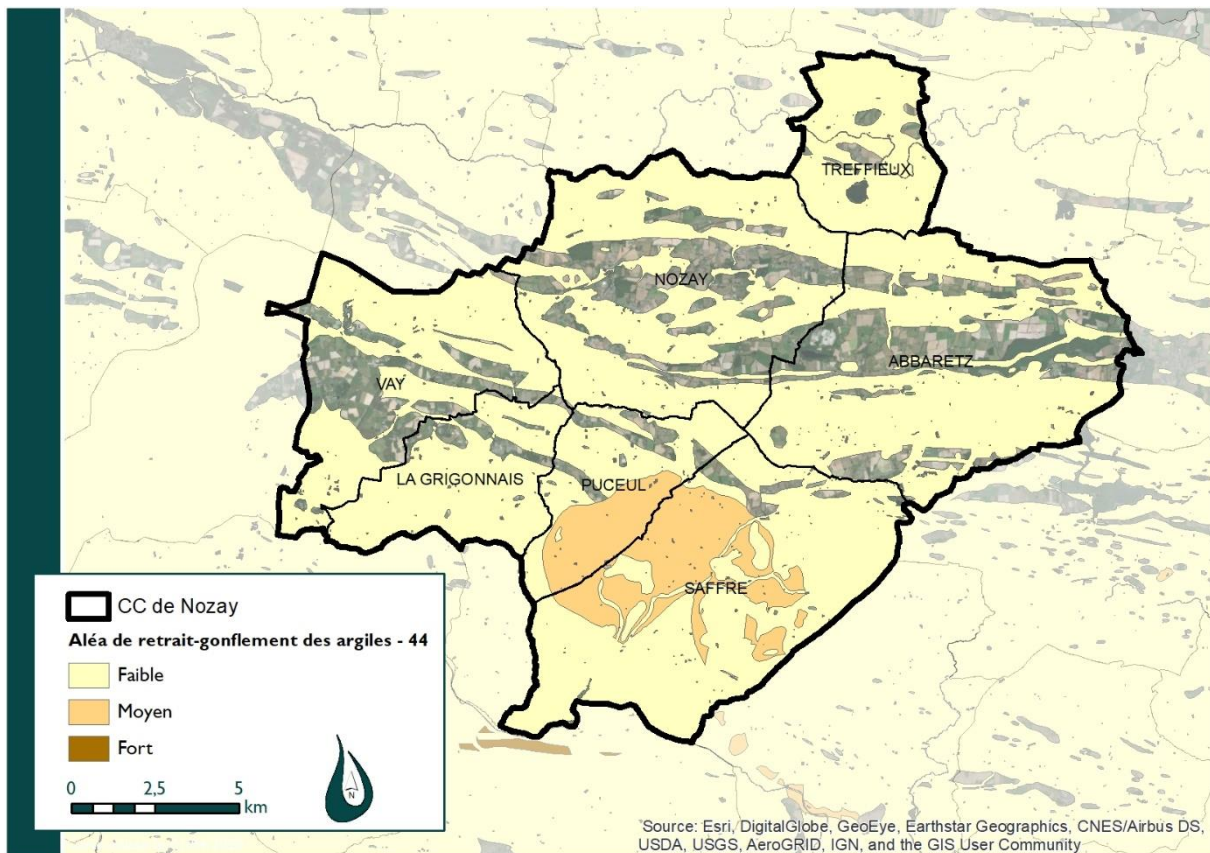 TREFFIEUX
NOZAY
ABBARETZ
VAY
LA GRIGONNAIS
PUCEUL
SAFFRE
CC de Nozay
Aléa de retrait-gonflement des argiles - 44
Faible
Moyen
Fort
0 2,5 5
km
N
Source: Esri, DigitalGlobe, GeoEye, Earthstar Geographics, CNES/Airbus DS,
USDA, USGS, AeroGRID, IGN, and the GIS User Community